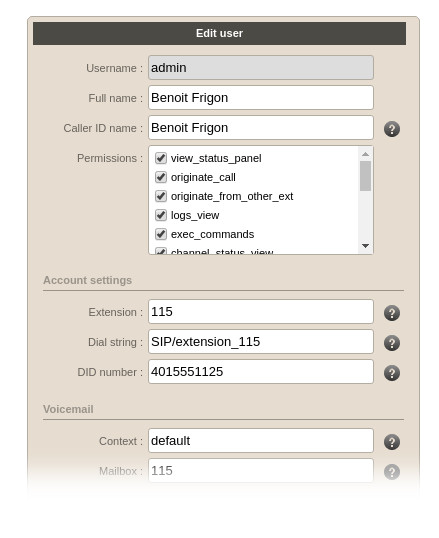 Edit user
Username : admin
Full name : Benoit Frigon
Caller ID name : Benoit Frigon
Permissions : view_status_panel
originate_call
originate_from_other_ext
logs_view
exec_commands
channel_status_view
Account settings
Extension : 115
Dial string : SIP/extension_115
DID number : 4015551125
Voicemail
Context : default
Mailbox : 115